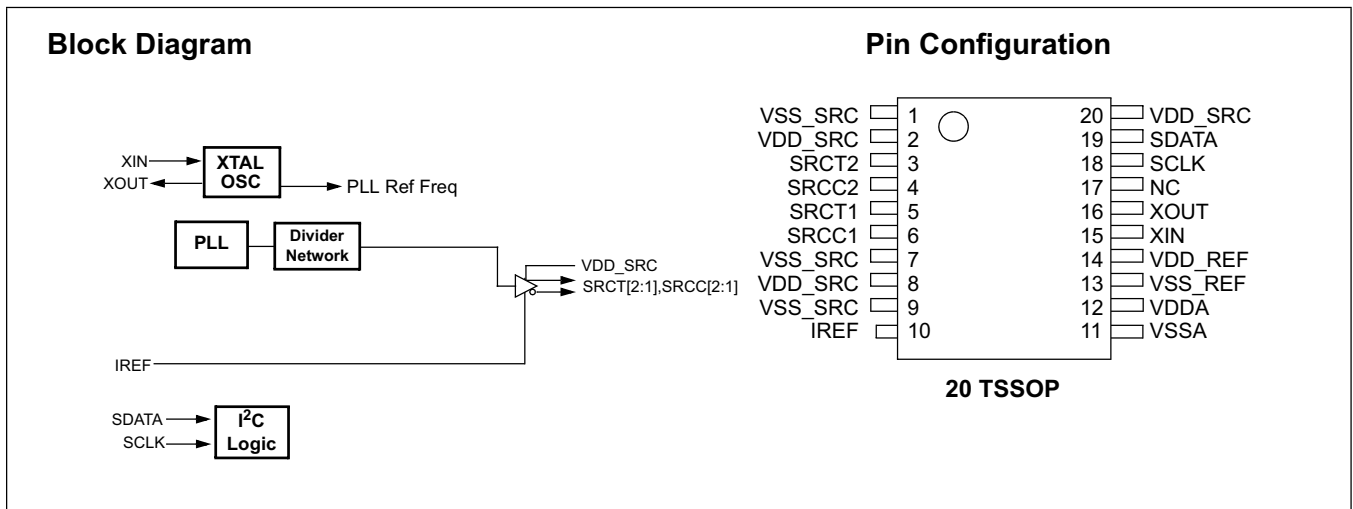 Block Diagram
XIN
XOUT
XTAL
OSC
PLL Ref Freq
PLL
Divider
Network
VDD_SRC
SRCT[2:1],SRCC[2:1]
IREF
SDATA
SCLK
I2C
Logic
Pin Configuration
VSS_SRC 1 20 VDD_SRC
VDD_SRC 2 19 SDATA
SRCT2 3 18 SCLK
SRCC2 4 17 NC
SRCT1 5 16 XOUT
SRCC1 6 15 XIN
VSS_SRC 7 14 VDD_REF
VDD_SRC 8 13 VSS_REF
VSS_SRC 9 12 VDDA
IREF 10 11 VSSA
20 TSSOP